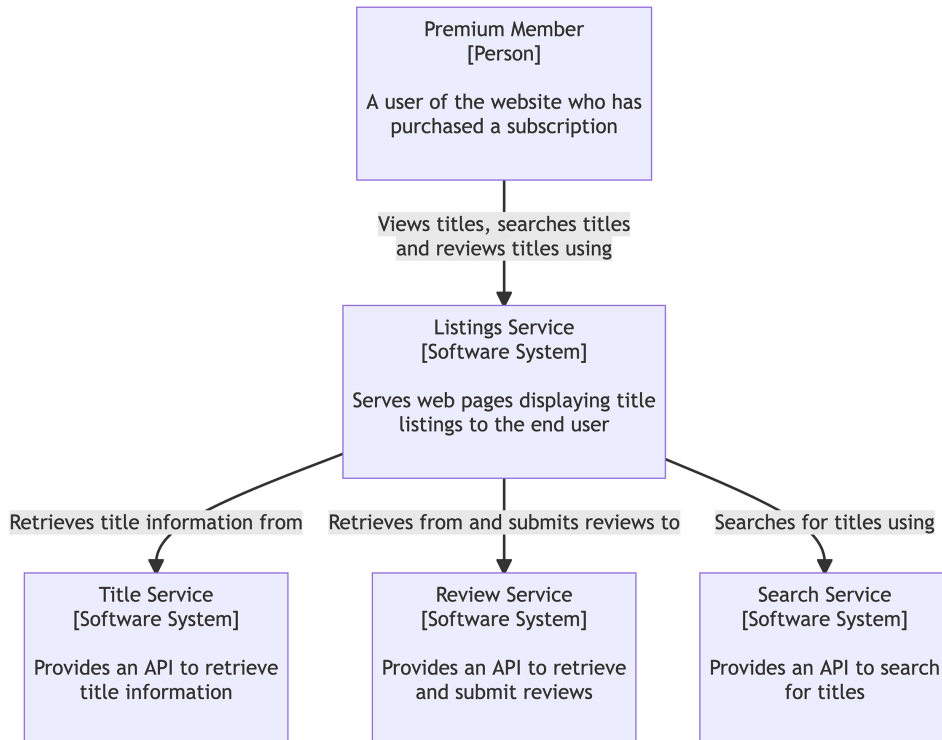 Premium Member
[Person]
A user of the website who has
purchased a subscription
Views titles, searches titles
and reviews titles using
Listings Service
[Software System]
Serves web pages displaying title
listings to the end user
Retrieves title information from
Retrieves from and submits reviews to
Searches for titles using
Title Service
[Software System]
Provides an API to retrieve
title information
Review Service
[Software System]
Provides an API to retrieve
and submit reviews
Search Service
[Software System]
Provides an API to search
for titles